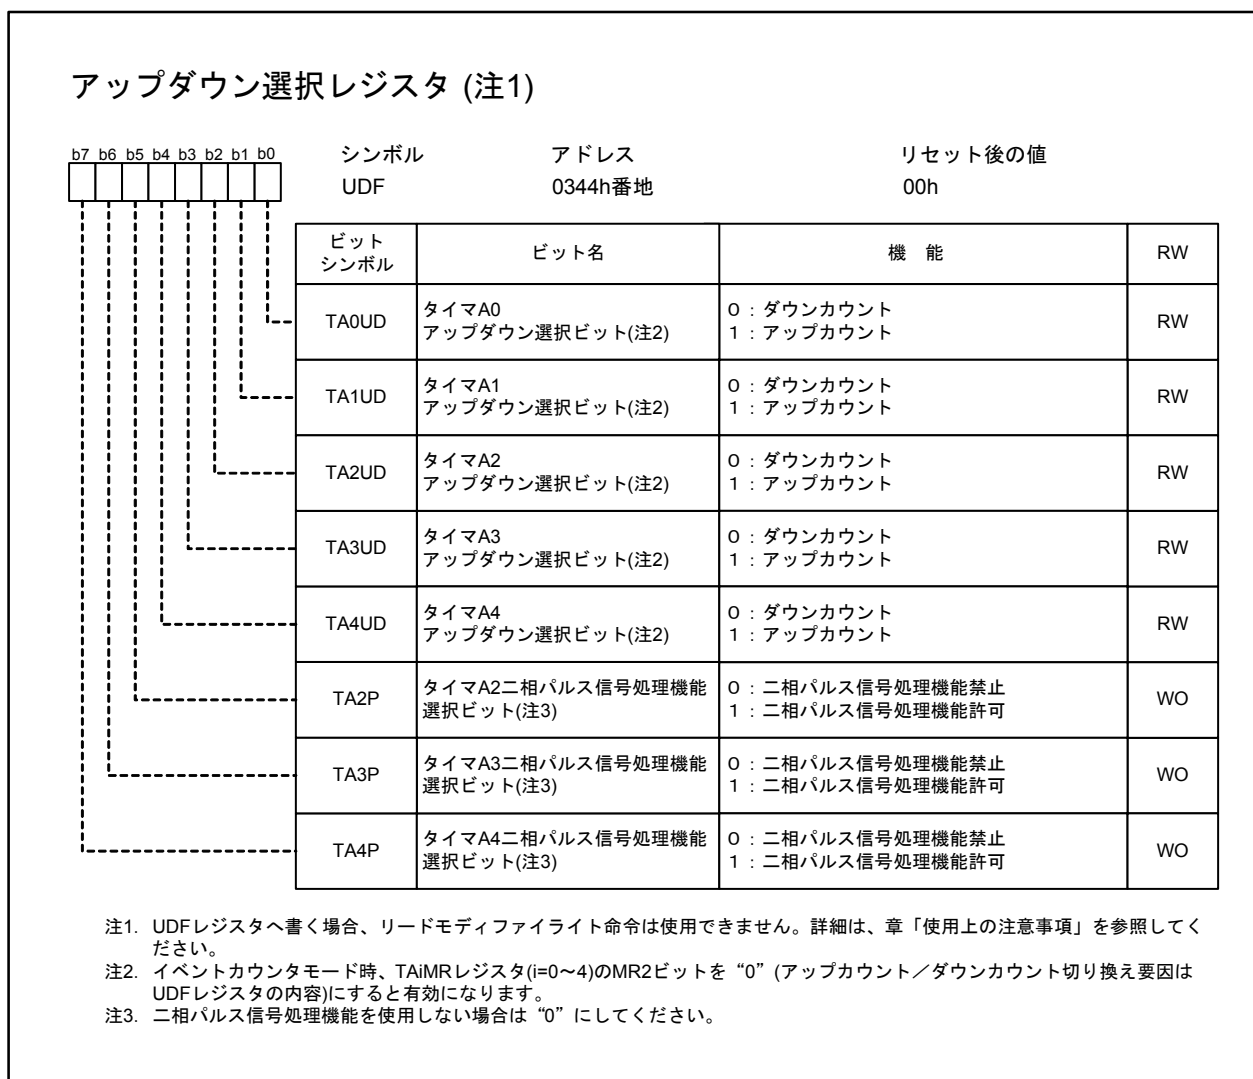 アップダウン選択レジスタ (注1)
b7 b6 b5 b4 b3 b2 b1 b0
シンボル アドレス リセット後の値
UDF 0344h番地 00h
ビット
シンボル ビット名 機 能 RW
TA0UD タイマA0
アップダウン選択ビット(注2) 0 : ダウンカウント
1 : アップカウント RW
TA1UD タイマA1
アップダウン選択ビット(注2) 0 : ダウンカウント
1 : アップカウント RW
TA2UD タイマA2
アップダウン選択ビット(注2) 0 : ダウンカウント
1 : アップカウント RW
TA3UD タイマA3
アップダウン選択ビット(注2) 0 : ダウンカウント
1 : アップカウント RW
TA4UD タイマA4
アップダウン選択ビット(注2) 0 : ダウンカウント
1 : アップカウント RW
TA2P タイマA2二相パルス信号処理機能
選択ビット(注3) 0 : 二相パルス信号処理機能禁止
1 : 二相パルス信号処理機能許可 WO
TA3P タイマA3二相パルス信号処理機能
選択ビット(注3) 0 : 二相パルス信号処理機能禁止
1 : 二相パルス信号処理機能許可 WO
TA4P タイマA4二相パルス信号処理機能
選択ビット(注3) 0 : 二相パルス信号処理機能禁止
1 : 二相パルス信号処理機能許可 WO
注1. UDFレジスタへ書く場合、リードモディファイライト命令は使用できません。詳細は、章「使用上の注意事項」を参照してく
ださい。
注2. イベントカウンタモード時、TAiMRレジスタ(i=0～4)のMR2ビットを“0”(アップカウント／ダウンカウント切り換え要因は
UDFレジスタの内容)にすると有効になります。
注3. 二相パルス信号処理機能を使用しない場合は“0”にしてください。